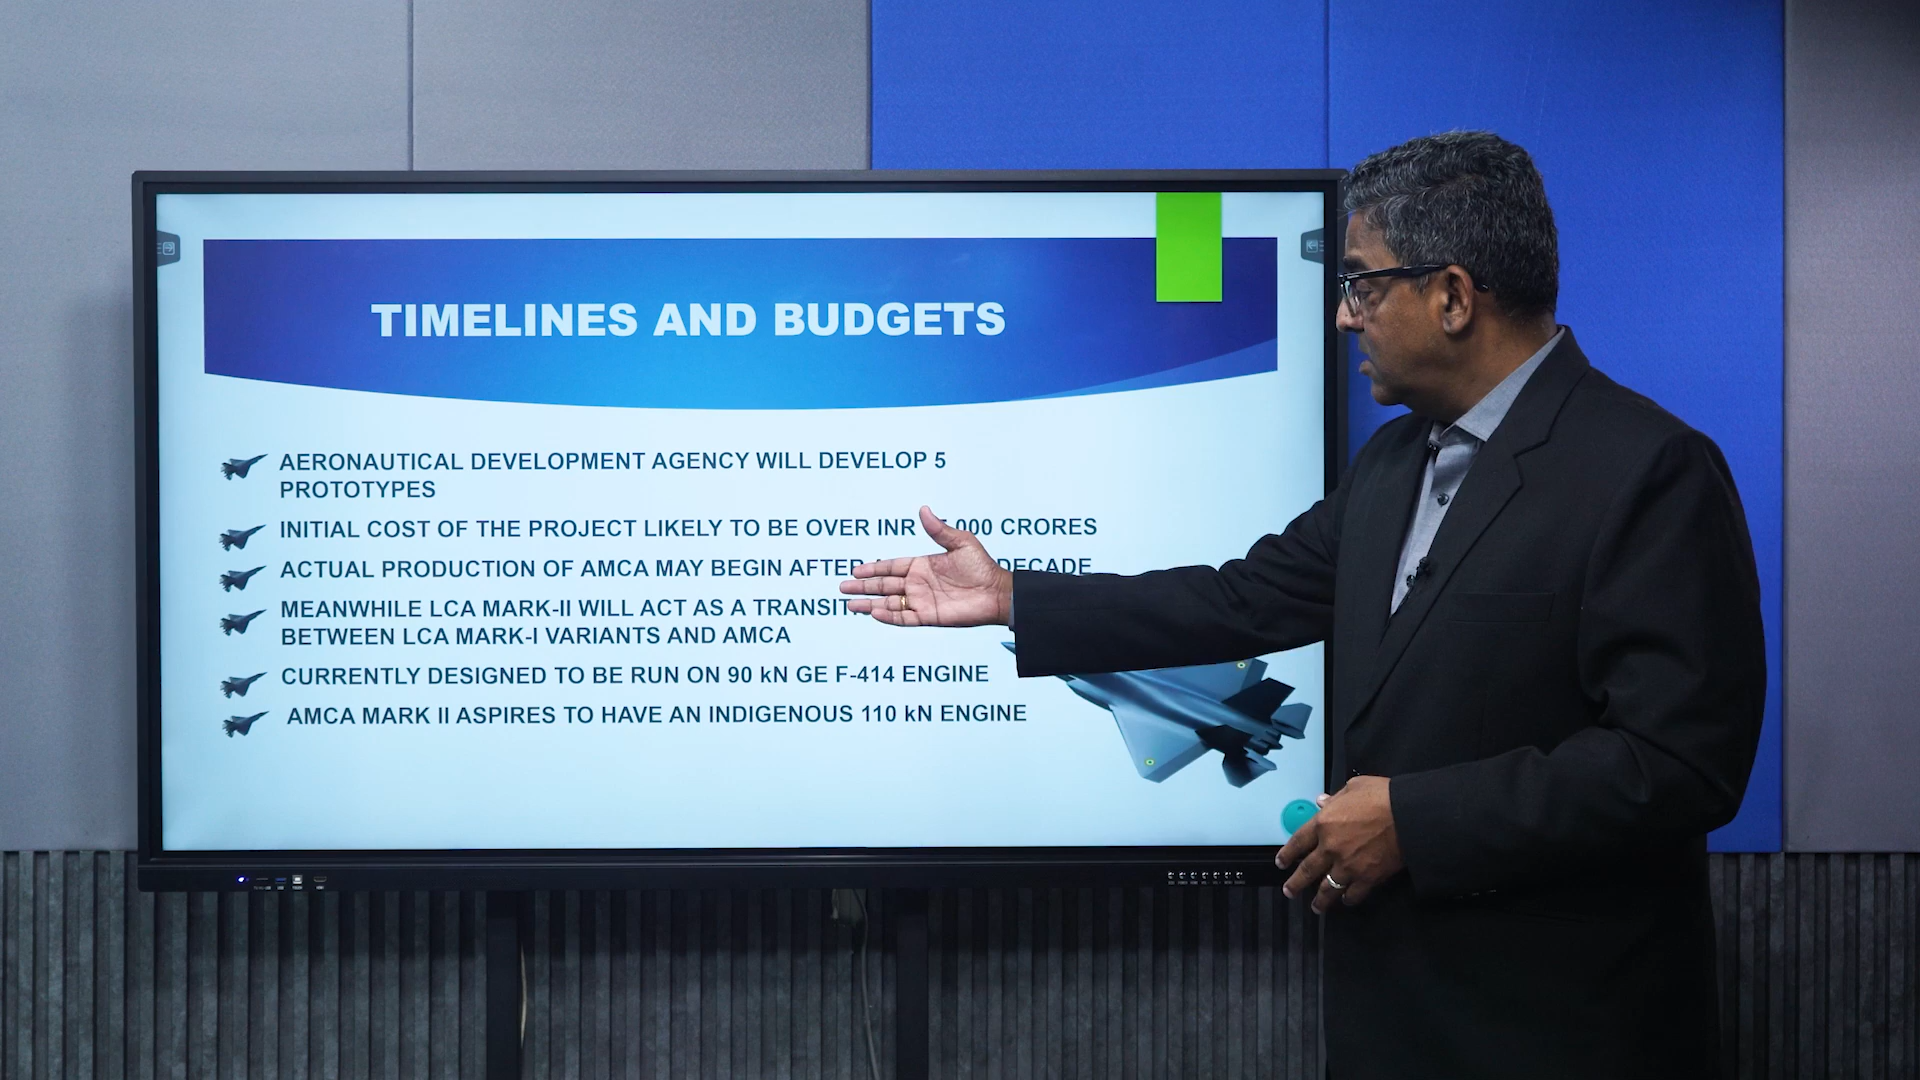 TIMELINES AND BUDGETS
AERONAUTICAL DEVELOPMENT AGENCY WILL DEVELOP 5
PROTOTYPES
INITIAL COST OF THE PROJECT LIKELY TO BE OVER INR 000 CRORES
ACTUAL PRODUCTION OF AMCA MAY BEGIN AFTER DECADE
MEANWHILE LCA MARK-II WILL ACT AS A
BETWEEN LCA MARK-I VARIANTS AND AMCA
CURRENTLY DESIGNED TO BE RUN ON 90 kN GE F-414 ENGINE
AMCA MARK II ASPIRES TO HAVE AN INDIGENOUS 110 kN ENGINE